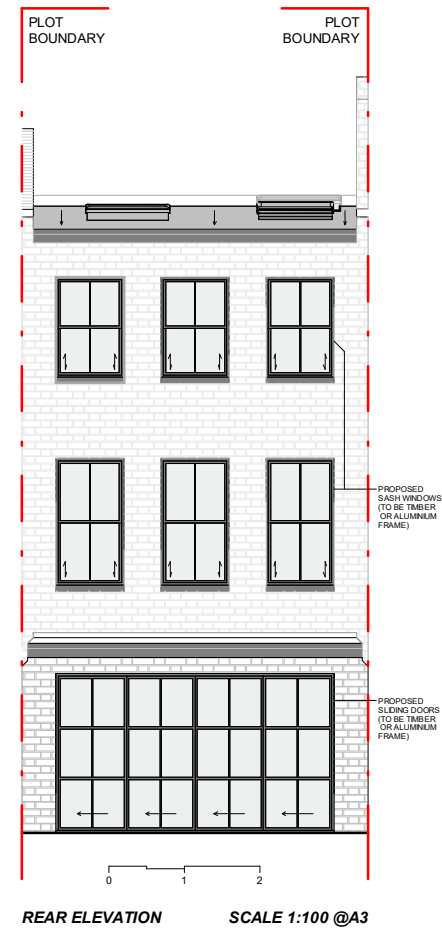 PLOT
BOUNDARY
PLOT
BOUNDARY
PROPOSED
SASH WINDOWS
(TO BE TIMBER
OR ALUMINIUM
FRAME)
PROPOSED
SLIDING DOORS
(TO BE TIMBER
OR ALUMINIUM
FRAME)
0 1 2
REAR ELEVATION SCALE 1:100 @A3